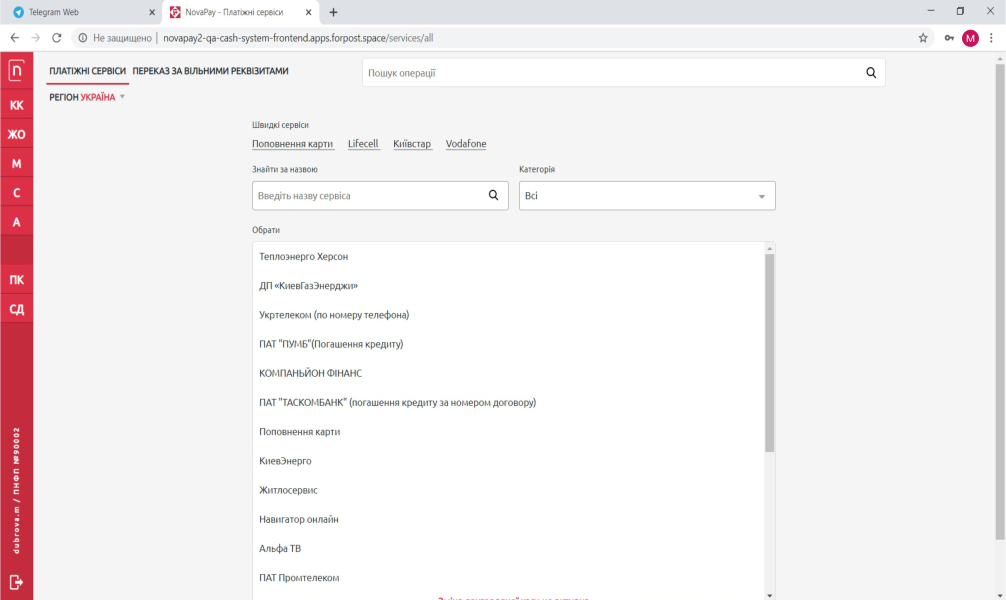 Telegram Web
NovaPay - Платіжні сервіси
Не защищено | novapay2-qa-cash-system-frontend.apps.forpost.space/services/all
M
ПЛАТІЖНІ СЕРВІСИ ПЕРЕКАЗ ЗА ВІЛЬНИМИ РЕКВІЗИТАМИ
Пошук операції
РЕГІОН УКРАЇНА
КК
ЖО
М
С
А
ПК
СД
dubrova.m / ПНФП №90002
Швидкі сервіси
Поповнення карти Lifecell Київстар Vodafone
Знайти за назвою Категорія
Введіть назву сервіса Всі
Обрати
Теплоэнерго Херсон
ДП «КиевГазЭнерджи»
Укртелеком (по номеру телефона)
ПАТ "ПУМБ"(Погашення кредиту)
КОМПАНЬЙОН ФІНАНС
ПАТ "ТАСКОМБАНК" (погашення кредиту за номером договору)
Поповнення карти
КиевЭнерго
Житлосервис
Навигатор онлайн
Альфа ТВ
ПАТ Промтелеком